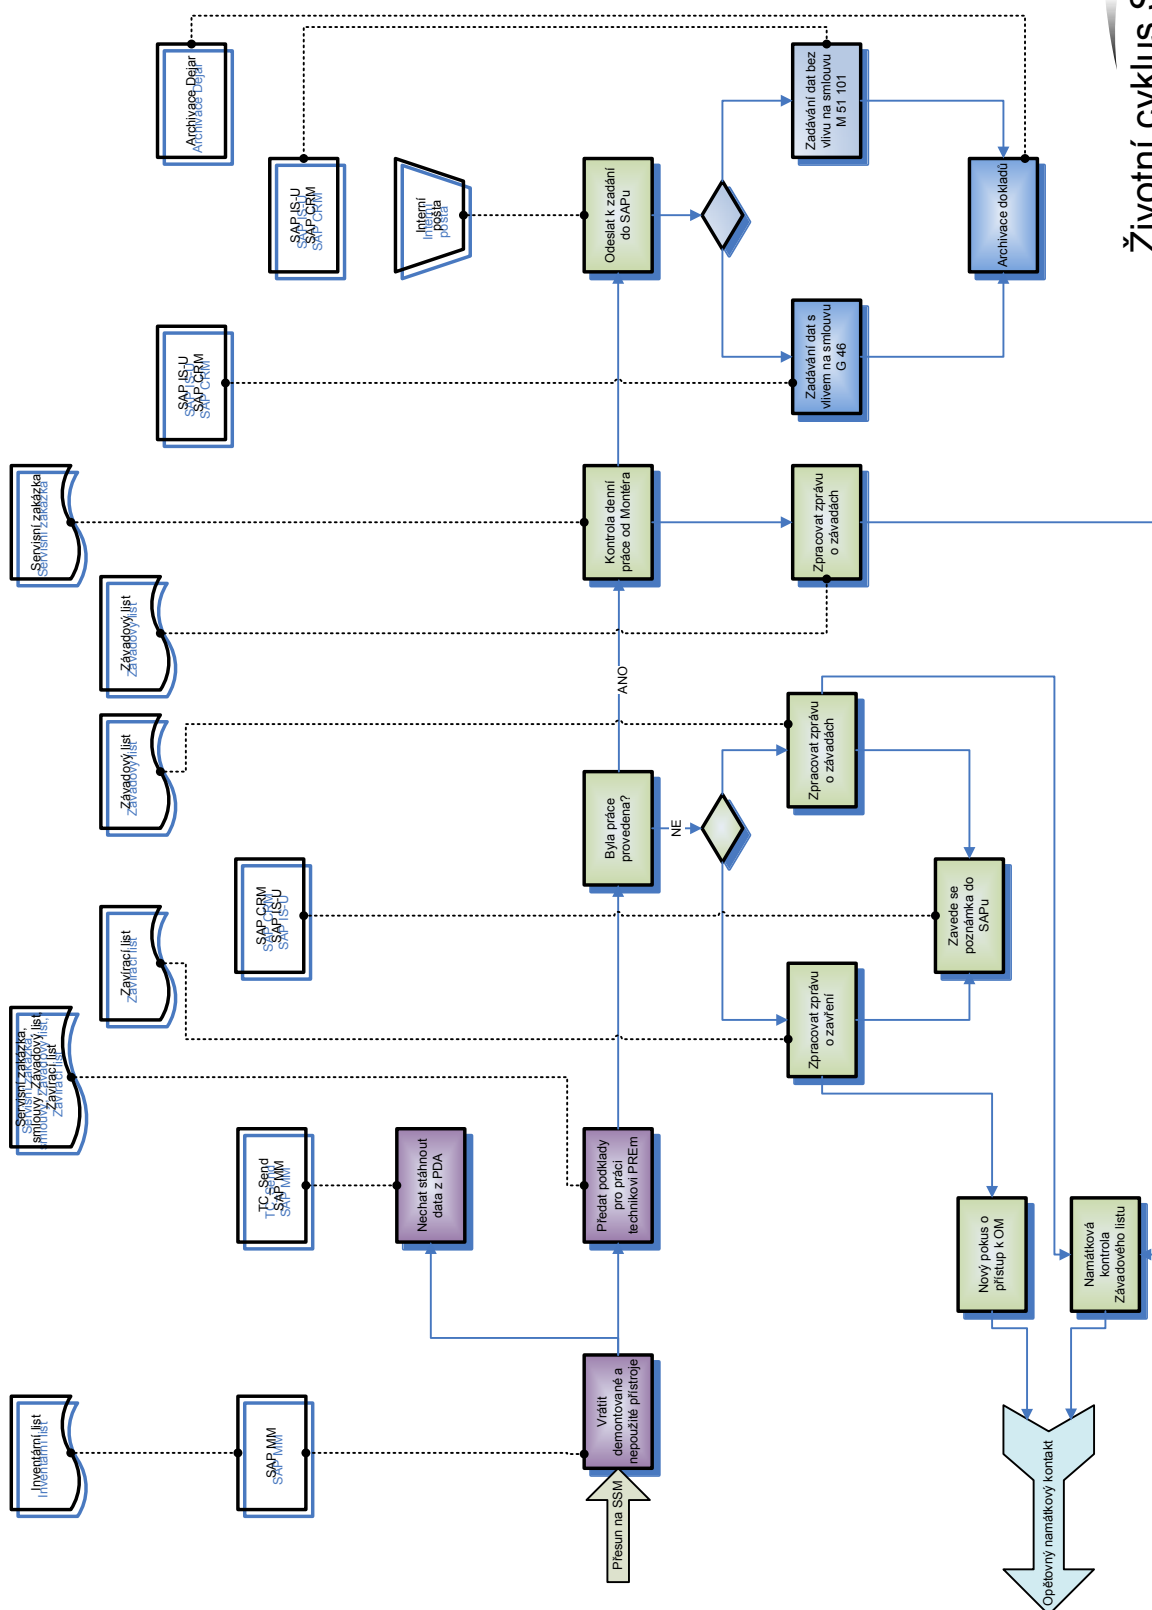 Inventární list
Servisní zakázka,
smlouvy, Závadový list,
Zavírací list
Servisní zakázka
Zavírací list
Závadový list
Závadový list
SAP IS-U
SAP CRM
Archivace Dejar
SAP MM
TC_Send
SAP MM
SAP CRM
SAP IS-U
SAP IS-U
SAP CRM
Nechat stáhnout
data z PDA
Interní
pošta
Přesun na SSM
Vrátit
demontované a
nepoužité přístroje
Předat podklady
pro práci
technikovi PREm
Byla práce
provedena?
ANO
Kontrola denní
práce od Montéra
Odeslat k zadání
do SAPu
NE
Zpracovat zprávu
o zavření
Zpracovat zprávu
o závadách
Zpracovat zprávu
o závadách
Zadávání dat s
vlivem na smlouvu
G 46
Zadávání dat bez
vlivu na smlouvu
M 51 101
Zavede se
poznámka do
SAPu
Archivace dokladů
Nový pokus o
přístup k OM
Opětovný namátkový kontakt
Namátková
kontrola
Závadového listu
Životní cyklus